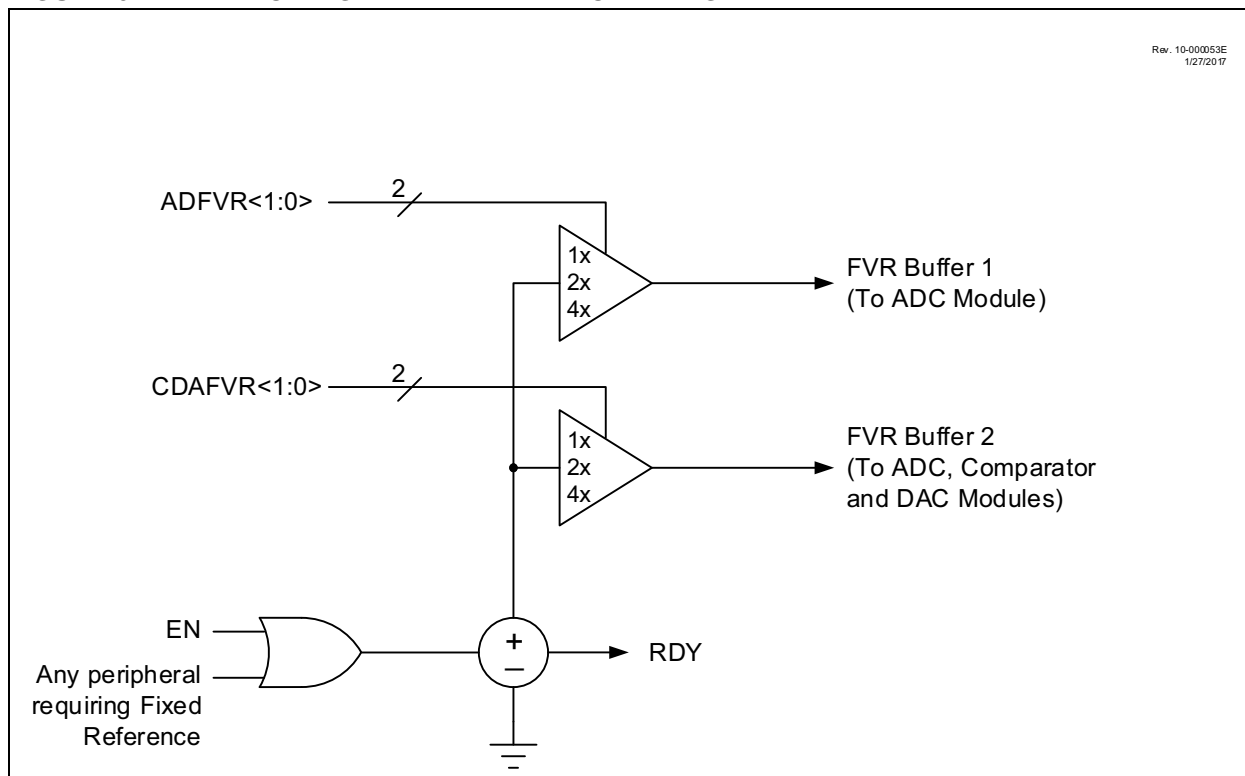 Rev. 10-000053E
1/27/2017
ADFVR<1:0>
2
1x
2x
4x
FVR Buffer 1
(To ADC Module)
CDAFVR<1:0>
2
1x
2x
4x
FVR Buffer 2
(To ADC, Comparator
and DAC Modules)
EN
Any peripheral
requiring Fixed
Reference
+
–
RDY